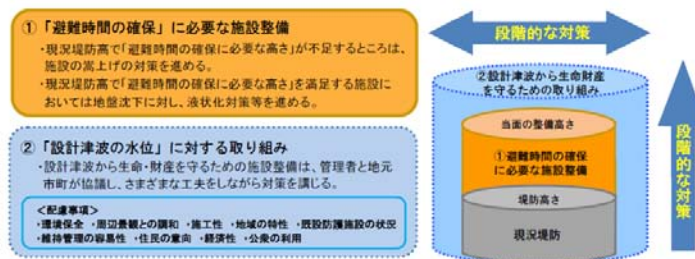 ①「避難時間の確保」に必要な施設整備
・現況堤防高で「避難時間の確保に必要な高さ」が不足するところは、
施設の嵩上げの対策を進める。
・現況堤防高で「避難時間の確保に必要な高さ」を満足する施設に
おいては地盤沈下に対し、液状化対策等を進める。
②「設計津波の水位」に対する取り組み
・設計津波から生命・財産を守るための施設整備は、管理者と地元
市町が協議し、さまざまな工夫をしながら対策を講じる。
＜配慮事項＞
・環境保全 ・周辺景観との調和 ・施工性 ・地域の特性 ・既設防護施設の状況
・維持管理の容易性 ・住民の意向 ・経済性 ・公衆の利用
段階的な対策
②設計津波から生命財産
を守るための取り組み
当面の整備高さ
①避難時間の確保
に必要な施設整備
堤防高さ
現況堤防
段階的な対策